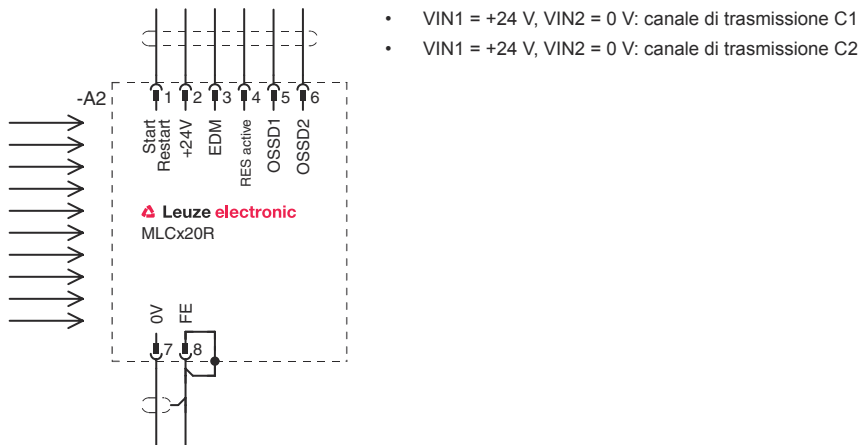 • VIN1 = +24 V, VIN2 = 0 V: canale di trasmissione C1
• VIN1 = +24 V, VIN2 = 0 V: canale di trasmissione C2
-A2
1 2 3 4 5 6
Start
Restart
+24V
EDM
RES active
OSSD1
OSSD2
Leuze electronic
MLCx20R
0V
FE
7 8